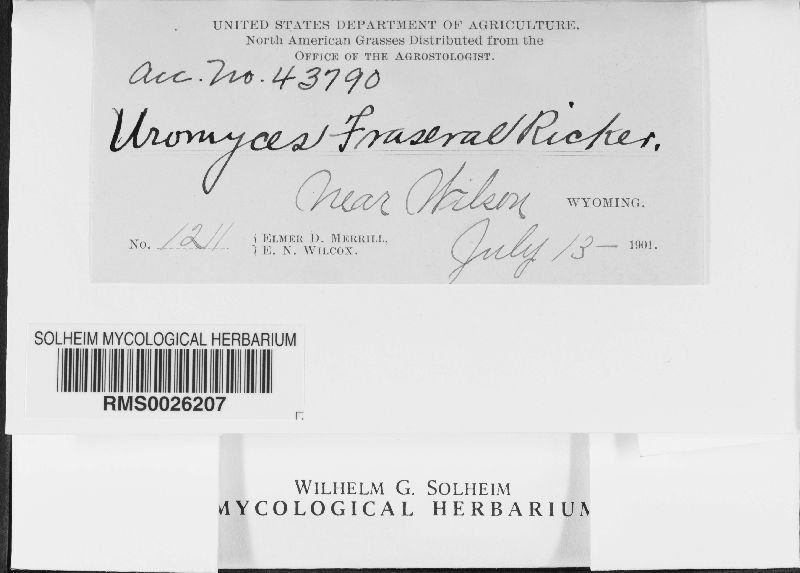 UNITED STATES DEPARTMENT OF AGRICULTURE.
North American Grasses Distributed from the
OFFICE OF THE AGROSTOLOGIST.
Acc. No. 43790
Uromyces Fraserae Ricker.
Near Wilson WYOMING.
No. 1211 { ELMER D. MERRILL, July 13— 1901.
} E. N. WILCOX.
SOLHEIM MYCOLOGICAL HERBARIUM
RMS0026207
WILHELM G. SOLHEIM
MYCOLOGICAL HERBARIUM